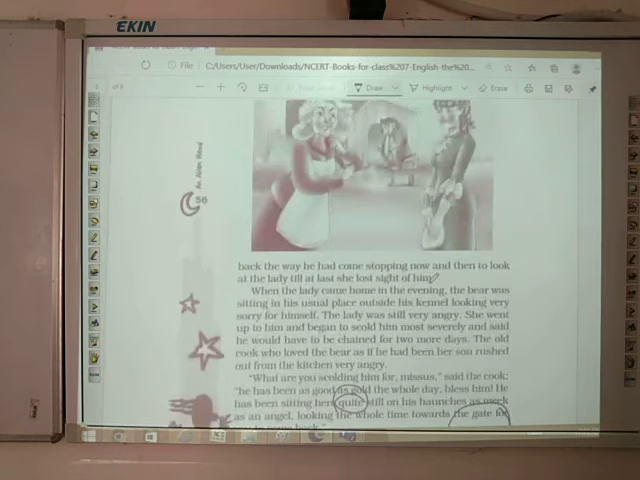 EKIN
File
C:/Users/User/Downloads/NCERT-Books-for-class%207-English-the%20...
of 9
Draw
Highlight
Erase
An Alien Hand
56
back the way he had come stopping now and then to look
at the lady till at last she lost sight of him.
When the lady came home in the evening, the bear was
sitting in his usual place outside his kennel looking very
sorry for himself. The lady was still very angry. She went
up to him and began to scold him most severely and said
he would have to be chained for two more days. The old
cook who loved the bear as if he had been her son rushed
out from the kitchen very angry.
“What are you scolding him for, missus,” said the cook;
“he has been as good as gold the whole day, bless him! He
has been sitting here quite still on his haunches as meek
as an angel, looking the whole time towards the gate for